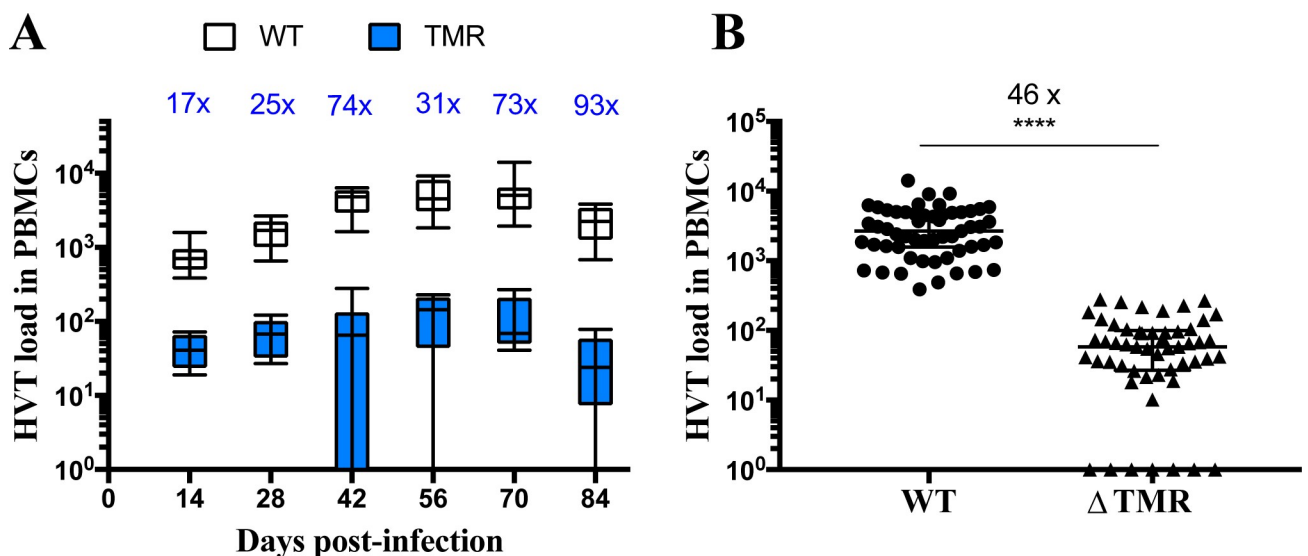 A
WT TMR
17x 25x 74x 31x 73x 93x
HVT load in PBMCs
10⁴
10³
10²
10¹
10⁰
0 14 28 42 56 70 84
Days post-infection
B
46 x
****
HVT load in PBMCs
10⁵
10⁴
10³
10²
10¹
10⁰
WT Δ TMR